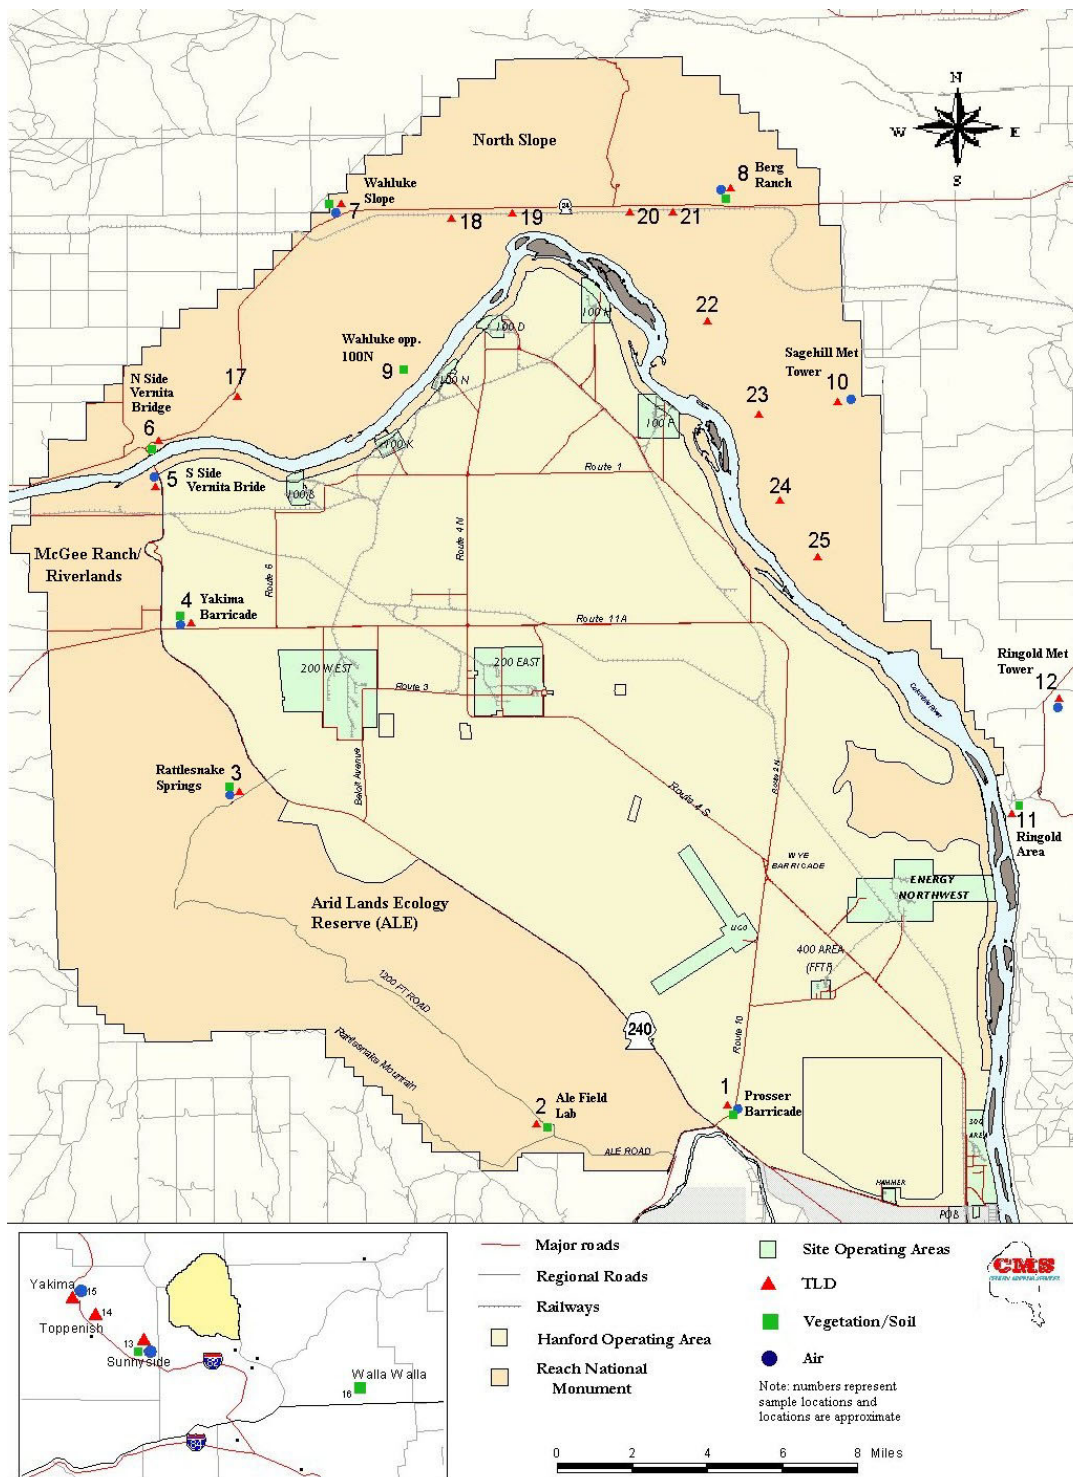 N
W E
S
North Slope
8 Berg
Ranch
Wahluke
Slope
7
18
19
24
20
21
22
100 H
100 D
Wahluke opp.
100N
9
100 N
Sagehill Met
Tower
10
N Side
Vernita
Bridge
17
23
6
100 F
100 K
5 S Side
Vernita Bride
Route 1
100 B
24
Route 4 N
25
McGee Ranch/
Riverlands
Route 6
4 Yakima
Barricade
Route 11A
200 WEST
200 EAST
Route 3
Ringold Met
Tower
12
Columbia River
Rattlesnake
Springs
3
Beloit Avenue
Route 2 N
Route 4 S
11
Ringold
Area
WYE
BARRICADE
ENERGY
NORTHWEST
Arid Lands Ecology
Reserve (ALE)
400 AREA
(FFTF)
1200 FT ROAD
Rattlesnake Mountain
240
Route 10
1
Prosser
Barricade
2
Ale Field
Lab
ALE ROAD
300
AREA
HAMMER
Yakima
15
14
Toppenish
13
Sunnyside
82
Walla Walla
16
84
Major roads
Regional Roads
Railways
Hanford Operating Area
Reach National
Monument
Site Operating Areas
TLD
Vegetation/Soil
Air
Note: numbers represent
sample locations and
locations are approximate
CMS
0 2 4 6 8 Miles